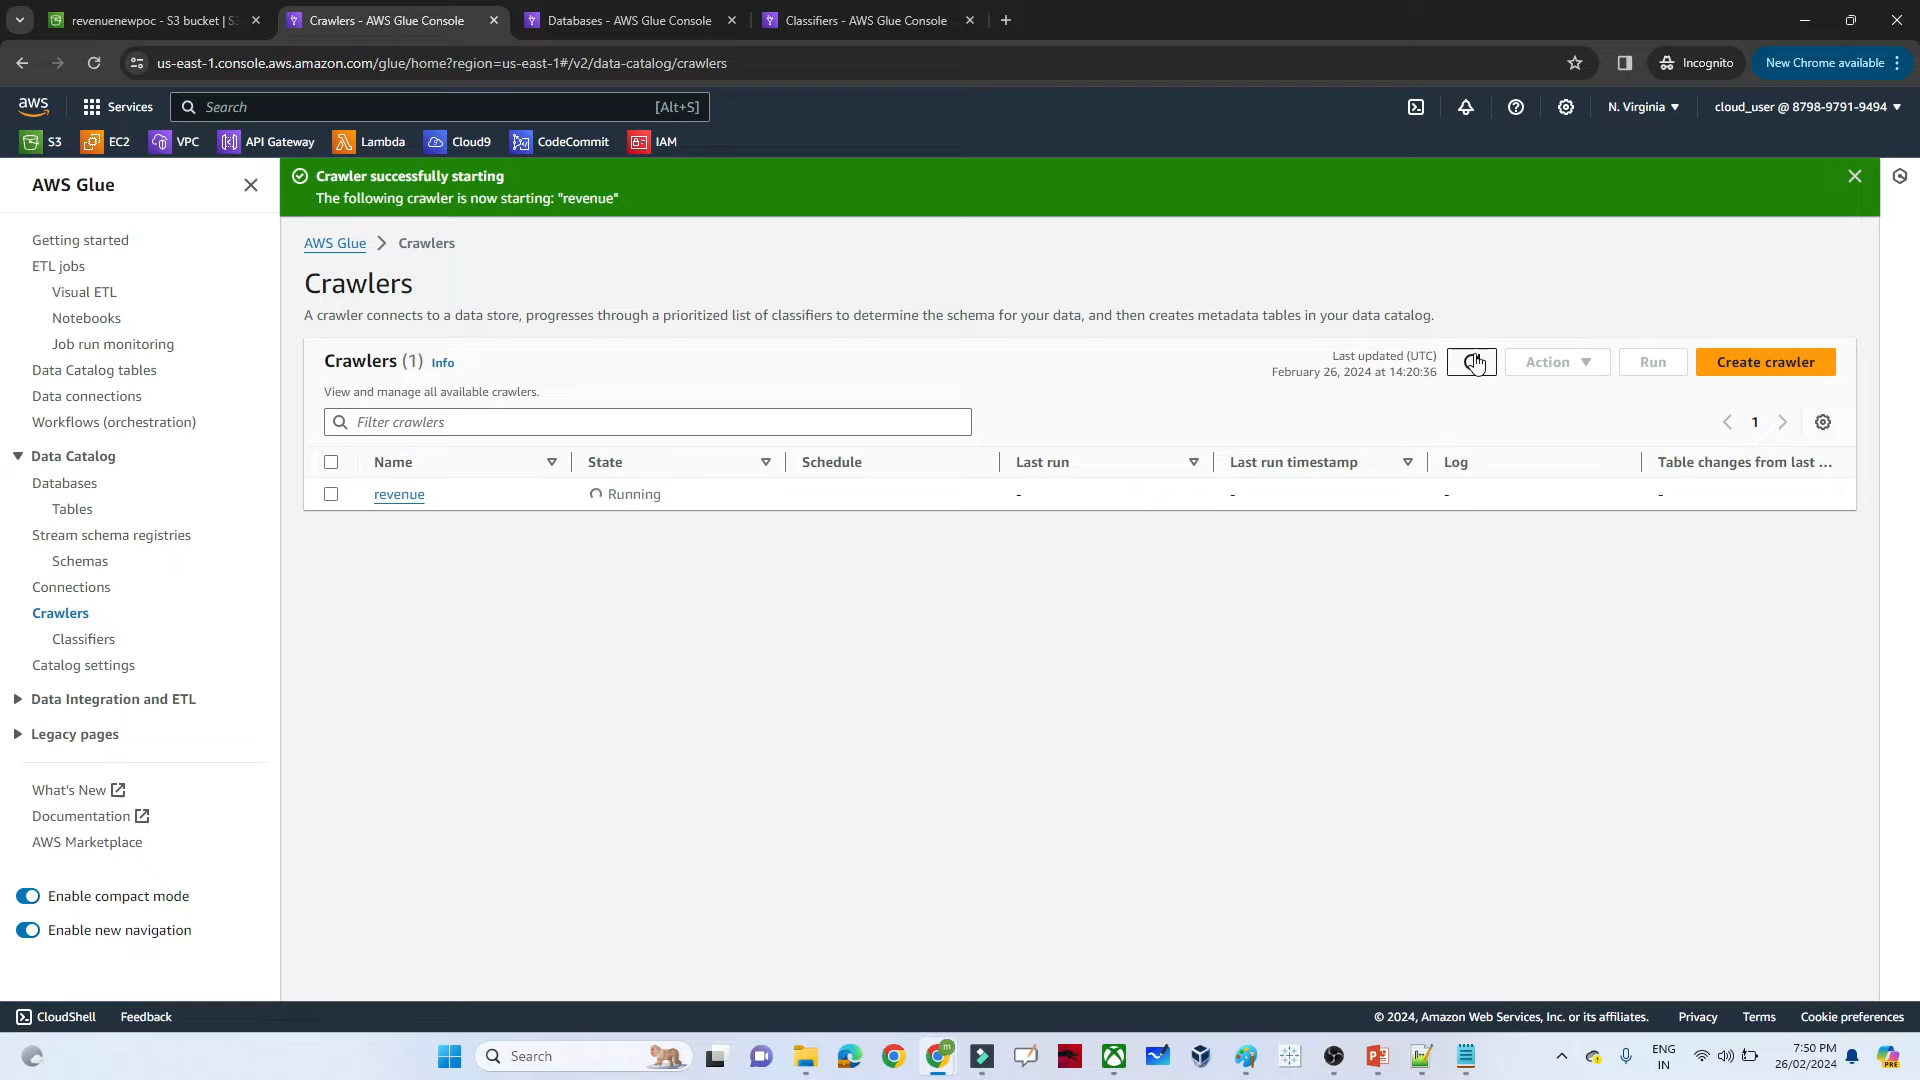 revenuenewpoc - S3 bucket | S3
Crawlers - AWS Glue Console
Databases - AWS Glue Console
Classifiers - AWS Glue Console
us-east-1.console.aws.amazon.com/glue/home?region=us-east-1#/v2/data-catalog/crawlers
Incognito
New Chrome available
aws
Services
Search
[Alt+S]
N. Virginia
cloud_user @ 8798-9791-9494
S3
EC2
VPC
API Gateway
Lambda
Cloud9
CodeCommit
IAM
AWS Glue
Getting started
ETL jobs
Visual ETL
Notebooks
Job run monitoring
Data Catalog tables
Data connections
Workflows (orchestration)
Data Catalog
Databases
Tables
Stream schema registries
Schemas
Connections
Crawlers
Classifiers
Catalog settings
Data Integration and ETL
Legacy pages
What's New
Documentation
AWS Marketplace
Enable compact mode
Enable new navigation
Crawler successfully starting
The following crawler is now starting: "revenue"
AWS Glue
Crawlers
Crawlers
A crawler connects to a data store, progresses through a prioritized list of classifiers to determine the schema for your data, and then creates metadata tables in your data catalog.
Crawlers (1) Info
View and manage all available crawlers.
Last updated (UTC)
February 26, 2024 at 14:20:36
Action
Run
Create crawler
Filter crawlers
1
Name
State
Schedule
Last run
Last run timestamp
Log
Table changes from last ...
revenue
Running
-
-
-
-
CloudShell
Feedback
© 2024, Amazon Web Services, Inc. or its affiliates.
Privacy
Terms
Cookie preferences
Search
ENG
IN
7:50 PM
26/02/2024
PRE